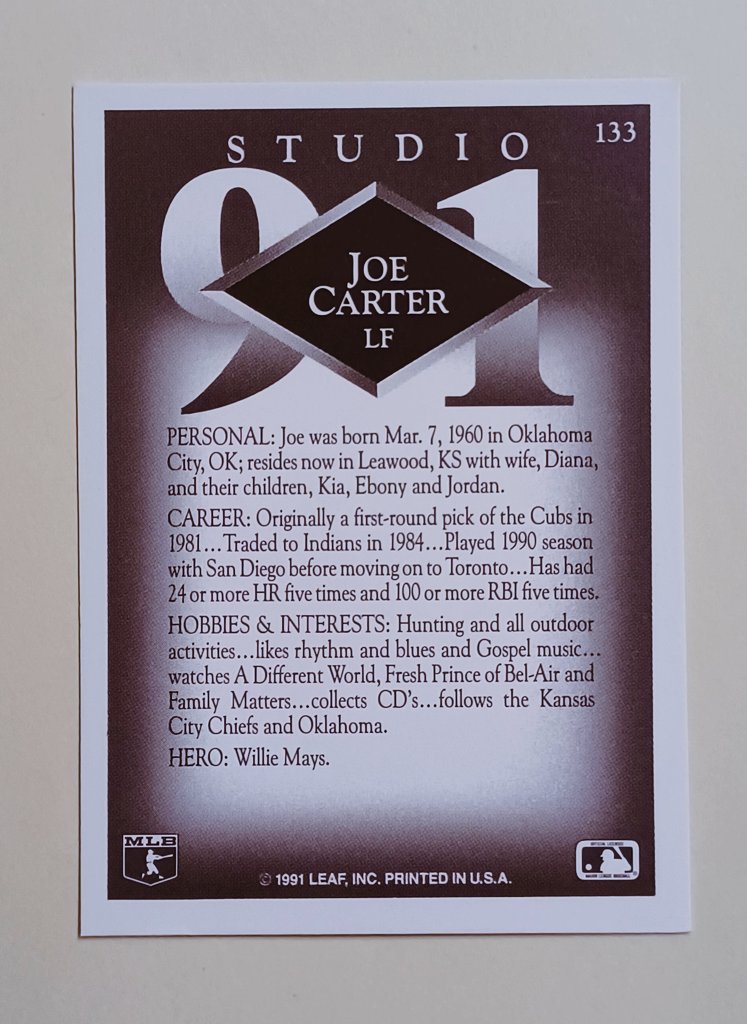 STUDIO
133
91
JOE
CARTER
LF
PERSONAL: Joe was born Mar. 7, 1960 in Oklahoma
City, OK; resides now in Leawood, KS with wife, Diana,
and their children, Kia, Ebony and Jordan.
CAREER: Originally a first-round pick of the Cubs in
1981...Traded to Indians in 1984...Played 1990 season
with San Diego before moving on to Toronto...Has had
24 or more HR five times and 100 or more RBI five times.
HOBBIES & INTERESTS: Hunting and all outdoor
activities...likes rhythm and blues and Gospel music...
watches A Different World, Fresh Prince of Bel-Air and
Family Matters...collects CD's...follows the Kansas
City Chiefs and Oklahoma.
HERO: Willie Mays.
MLB
© 1991 LEAF, INC. PRINTED IN U.S.A.
OFFICIAL LICENSEE
MAJOR LEAGUE BASEBALL
®